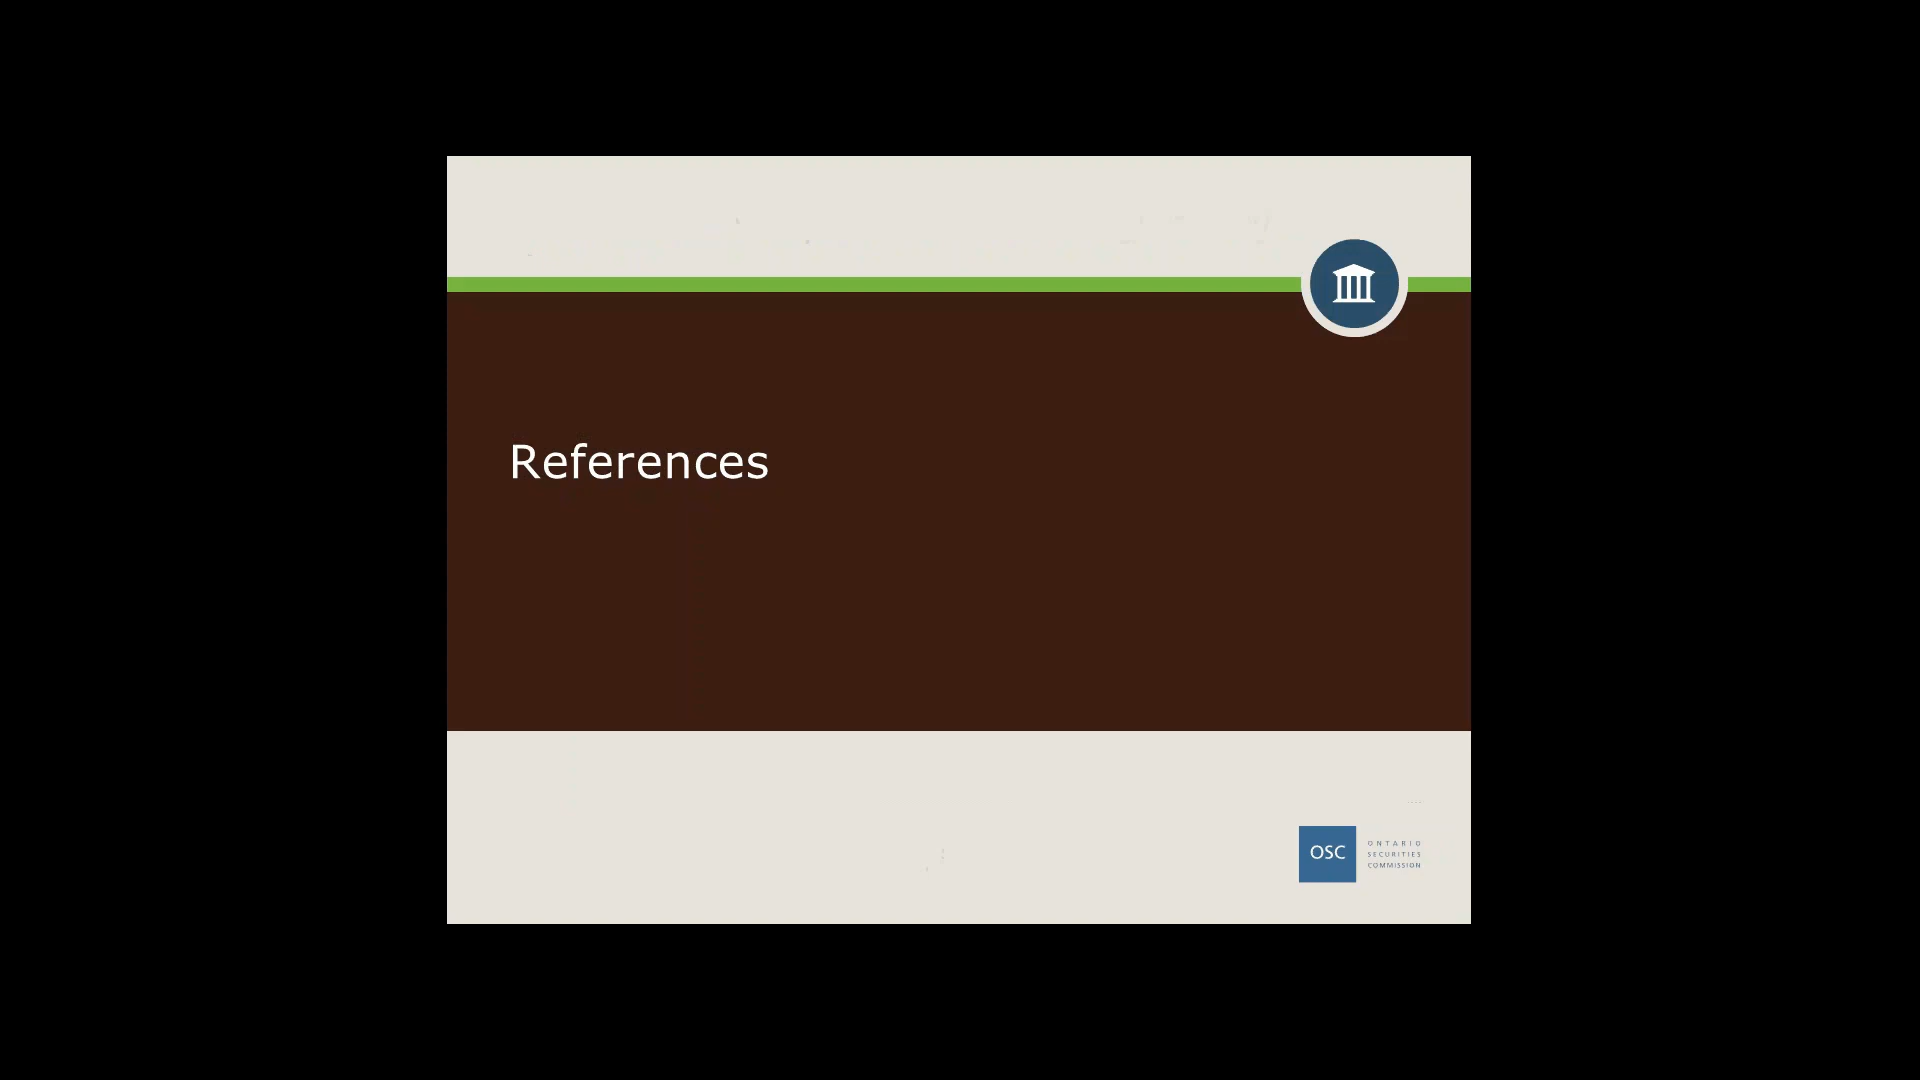 References
OSC
ONTARIO
SECURITIES
COMMISSION